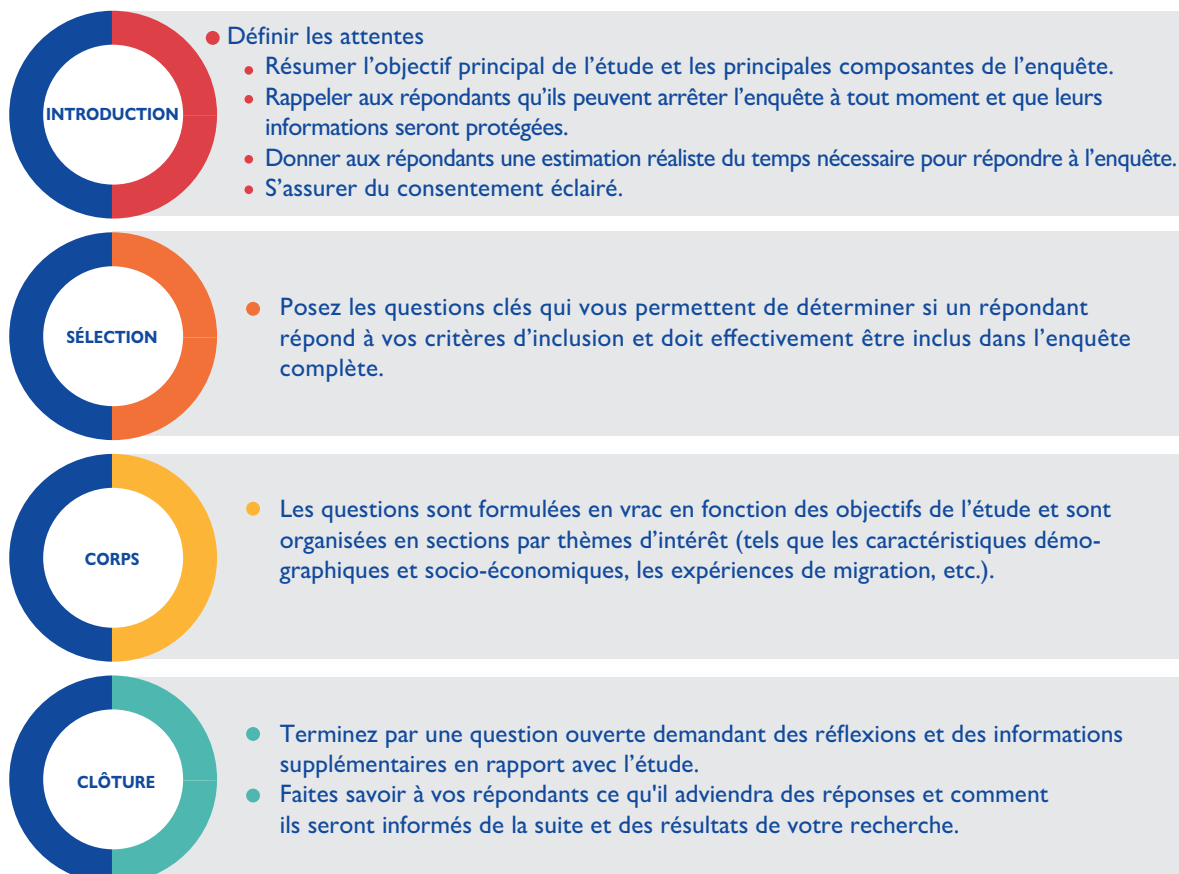 INTRODUCTION
Définir les attentes
Résumer l’objectif principal de l’étude et les principales composantes de l’enquête.
Rappeler aux répondants qu’ils peuvent arrêter l’enquête à tout moment et que leurs
informations seront protégées.
Donner aux répondants une estimation réaliste du temps nécessaire pour répondre à l’enquête.
S’assurer du consentement éclairé.
SÉLECTION
Posez les questions clés qui vous permettent de déterminer si un répondant
répond à vos critères d’inclusion et doit effectivement être inclus dans l’enquête
complète.
CORPS
Les questions sont formulées en vrac en fonction des objectifs de l’étude et sont
organisées en sections par thèmes d’intérêt (tels que les caractéristiques démo-
graphiques et socio-économiques, les expériences de migration, etc.).
CLÔTURE
Terminez par une question ouverte demandant des réflexions et des informations
supplémentaires en rapport avec l’étude.
Faites savoir à vos répondants ce qu'il adviendra des réponses et comment
ils seront informés de la suite et des résultats de votre recherche.